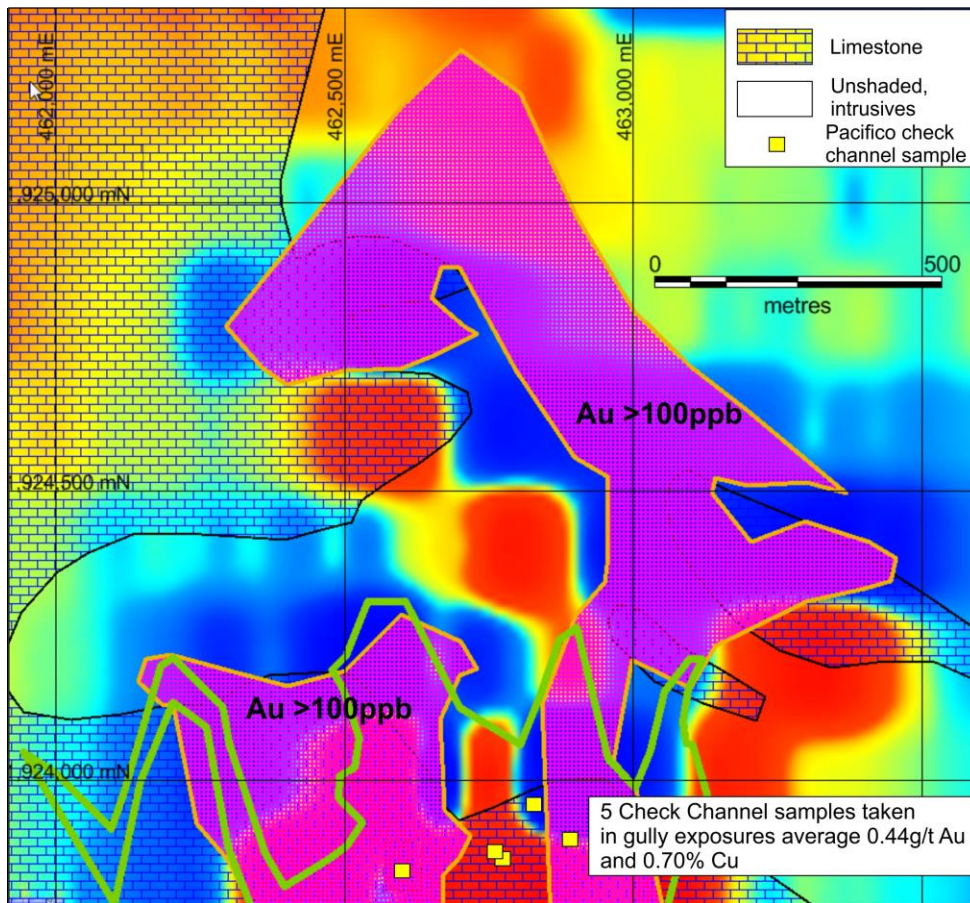 462,000 mE
462,500 mE
463,000 mE
Limestone
Unshaded,
intrusives
Pacifico check
channel sample
1,925,000 mN
0 500
metres
Au >100ppb
1,924,500 mN
Au >100ppb
1,924,000 mN
5 Check Channel samples taken
in gully exposures average 0.44g/t Au
and 0.70% Cu